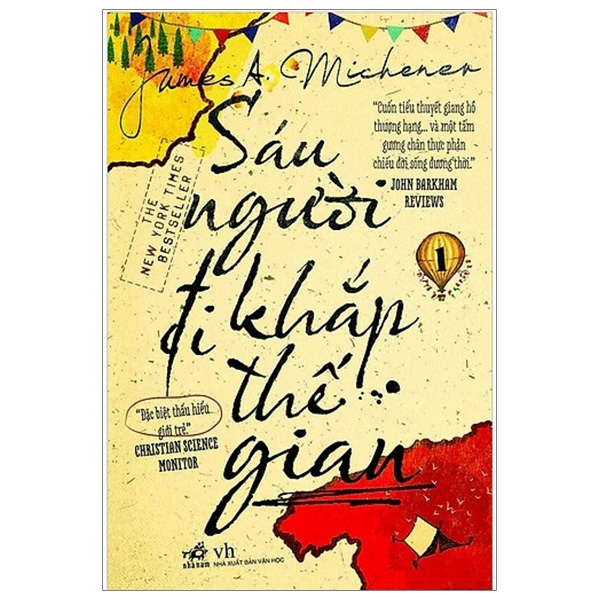 James A. Michener
Sáu
người
đi khắp
thế
gian
THE
NEW YORK TIMES
BESTSELLER
“Cuốn tiểu thuyết giang hồ
thượng hạng... và một tấm
gương chân thực phản
chiếu đời sống đương thời.”
JOHN BARKHAM
REVIEWS
1
“Đặc biệt thấu hiểu
giới trẻ.”
CHRISTIAN SCIENCE
MONITOR
nhã nam
vh
NHÀ XUẤT BẢN VĂN HỌC